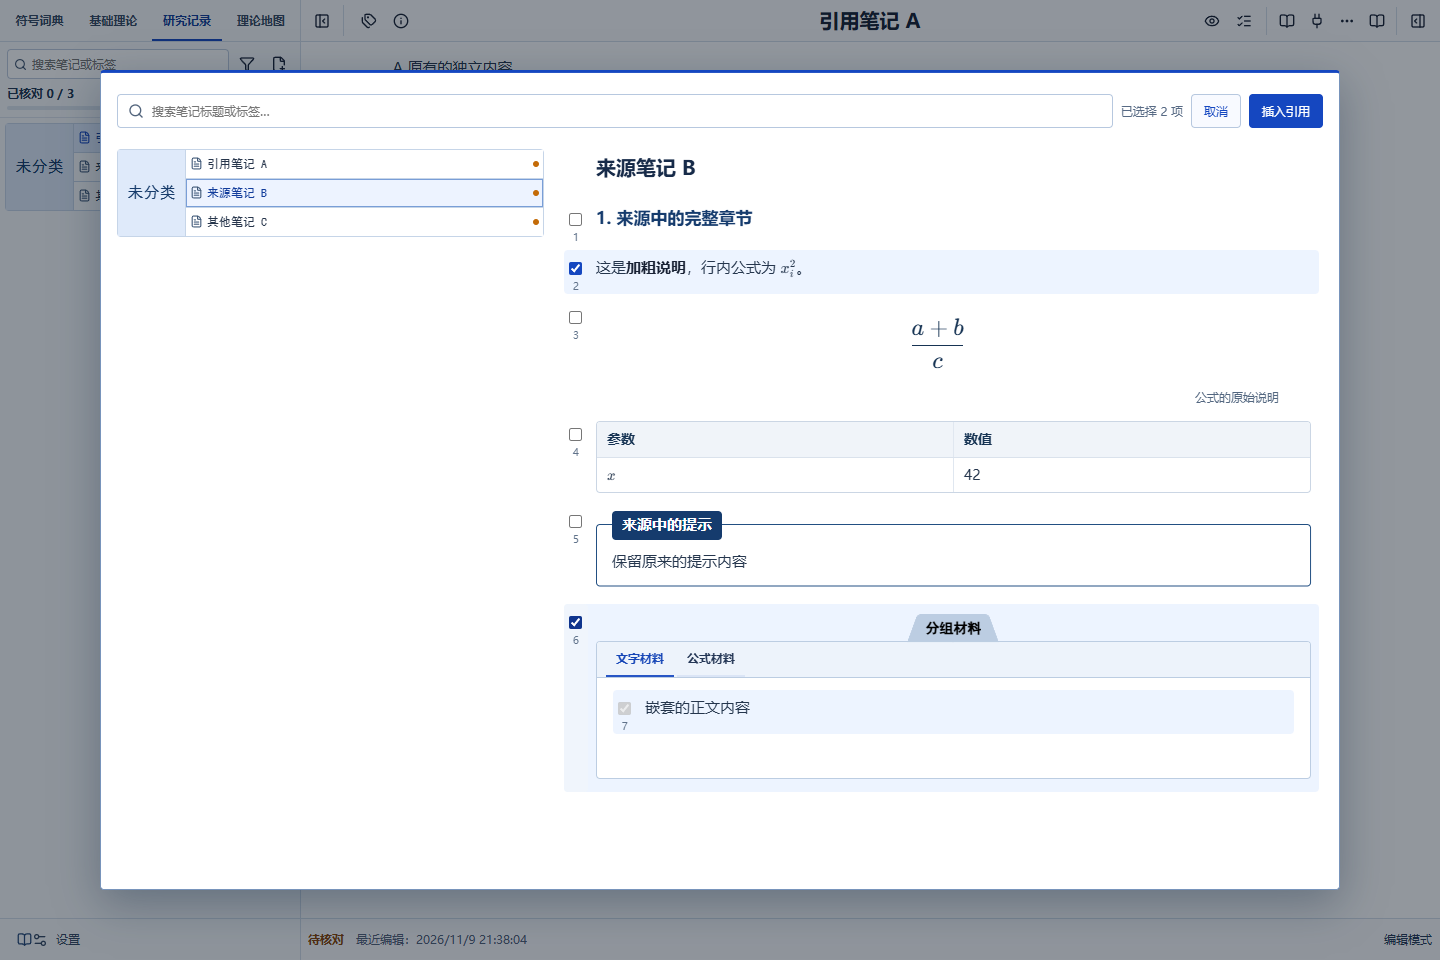 符号词典 基础理论 研究记录 理论地图
引用笔记 A
搜索笔记或标签
A 原有的独立内容
已核对 0 / 3
未分类
搜索笔记标题或标签...
已选择 2 项 取消 插入引用
未分类
引用笔记 A
来源笔记 B
其他笔记 C
来源笔记 B
1. 来源中的完整章节
1
这是加粗说明，行内公式为 x_i^2。
2
3
a + b
c
公式的原始说明
4
参数 数值
x 42
5
来源中的提示
保留原来的提示内容
6
分组材料
文字材料 公式材料
嵌套的正文内容
7
设置
待核对 最近编辑：2026/11/9 21:38:04
编辑模式